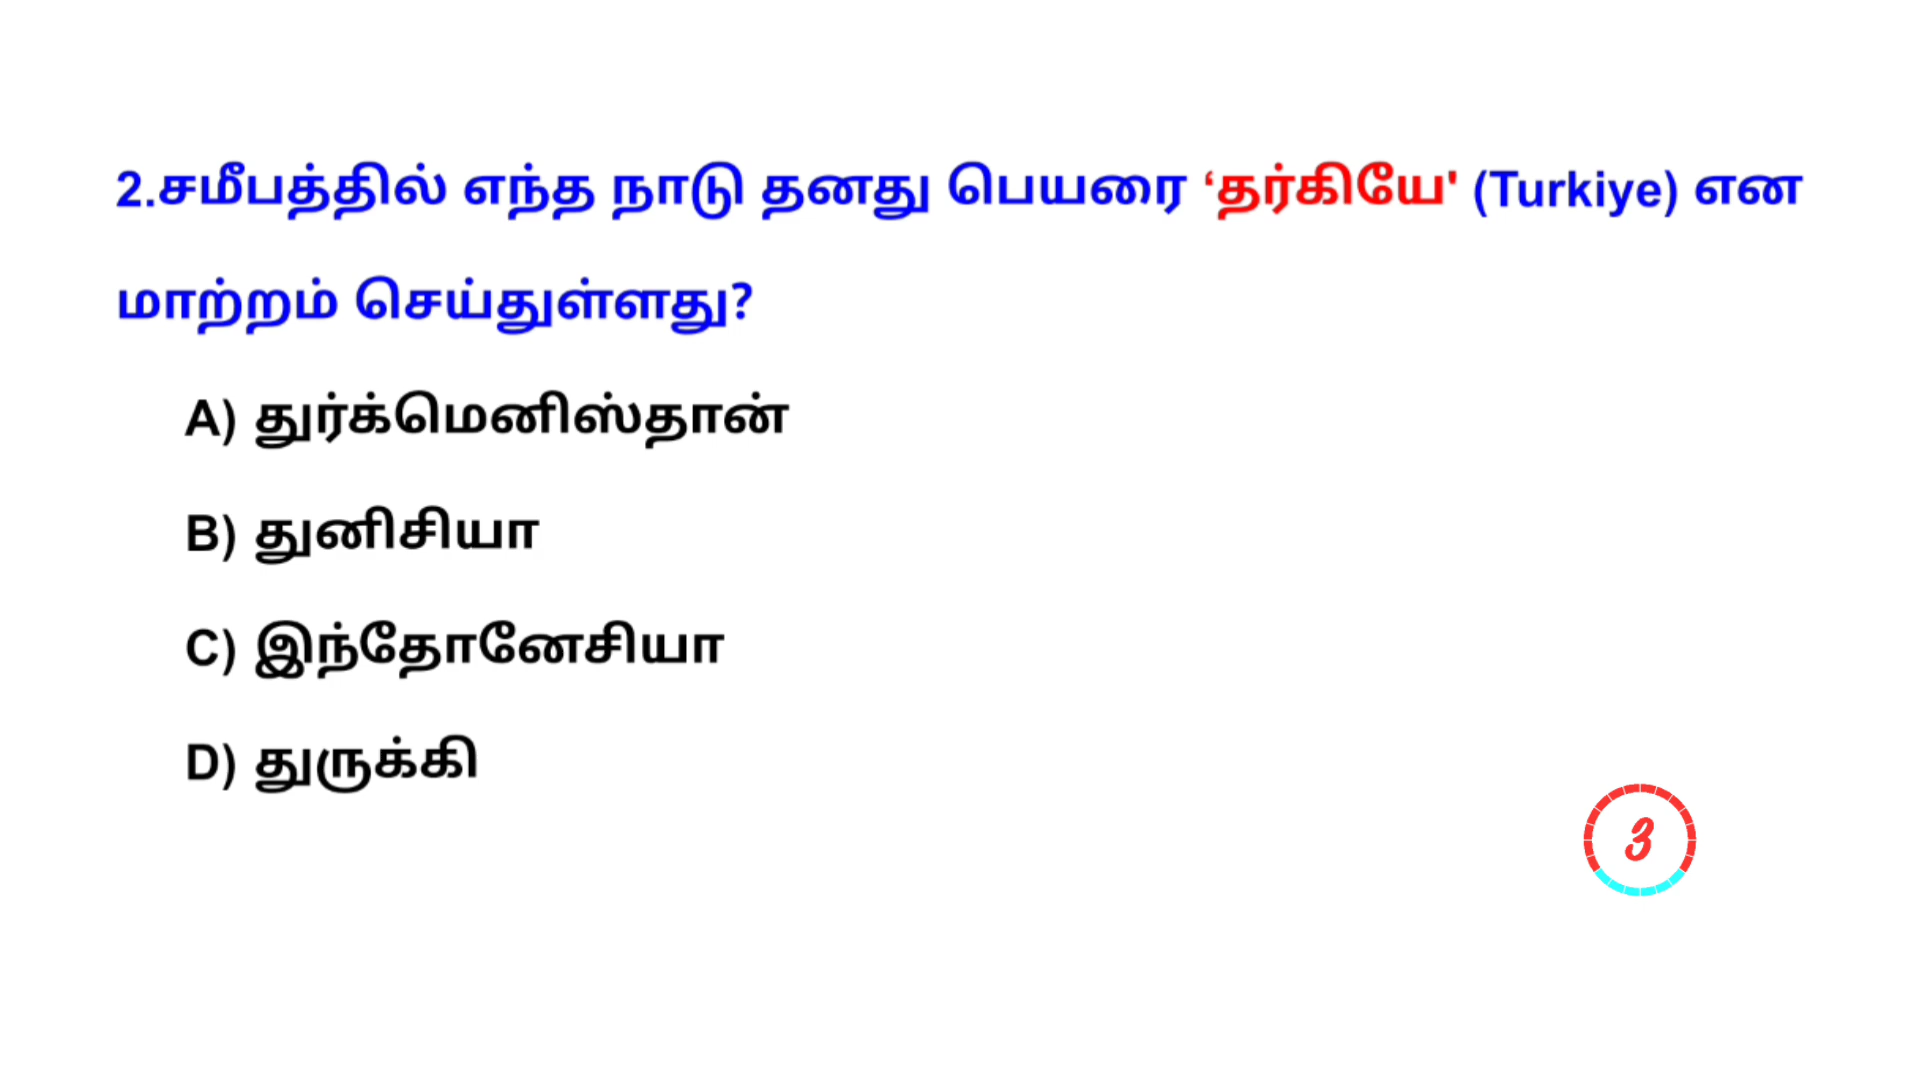 2.சமீபத்தில் எந்த நாடு தனது பெயரை ‘தர்கியே' (Turkiye) என
மாற்றம் செய்துள்ளது?
A) துர்க்மெனிஸ்தான்
B) துனிசியா
C) இந்தோனேசியா
D) துருக்கி
3